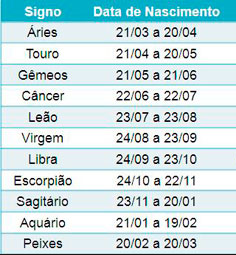 Signo Data de Nascimento
Áries 21/03 a 20/04
Touro 21/04 a 20/05
Gêmeos 21/05 a 21/06
Câncer 22/06 a 22/07
Leão 23/07 a 23/08
Virgem 24/08 a 23/09
Libra 24/09 a 23/10
Escorpião 24/10 a 22/11
Sagitário 23/11 a 20/01
Aquário 21/01 a 19/02
Peixes 20/02 a 20/03